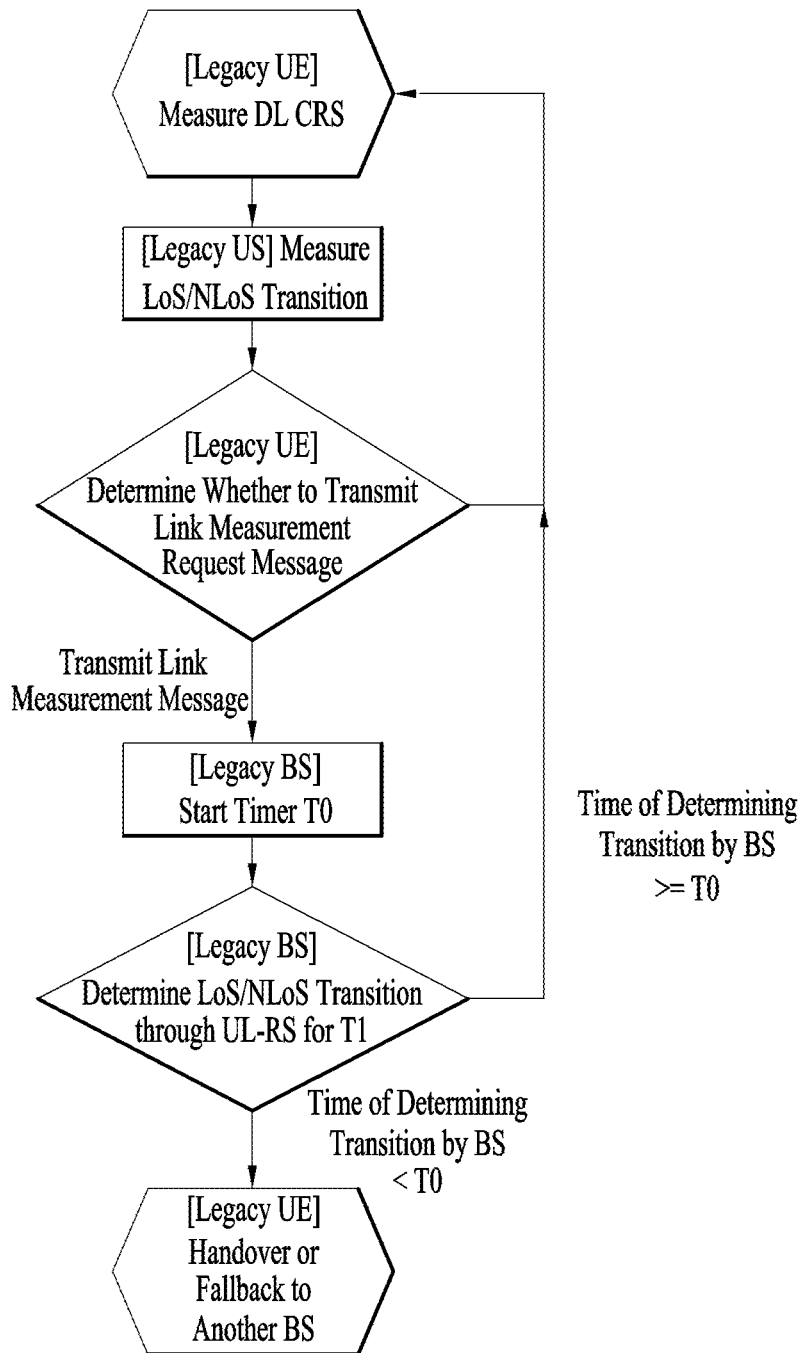 [Legacy UE]
Measure DL CRS
[Legacy US] Measure
LoS/NLoS Transition
[Legacy UE]
Determine Whether to Transmit
Link Measurement
Request Message
Transmit Link
Measurement Message
[Legacy BS]
Start Timer T0
Time of Determining
Transition by BS
>= T0
[Legacy BS]
Determine LoS/NLoS Transition
through UL-RS for T1
Time of Determining
Transition by BS
< T0
[Legacy UE]
Handover or
Fallback to
Another BS